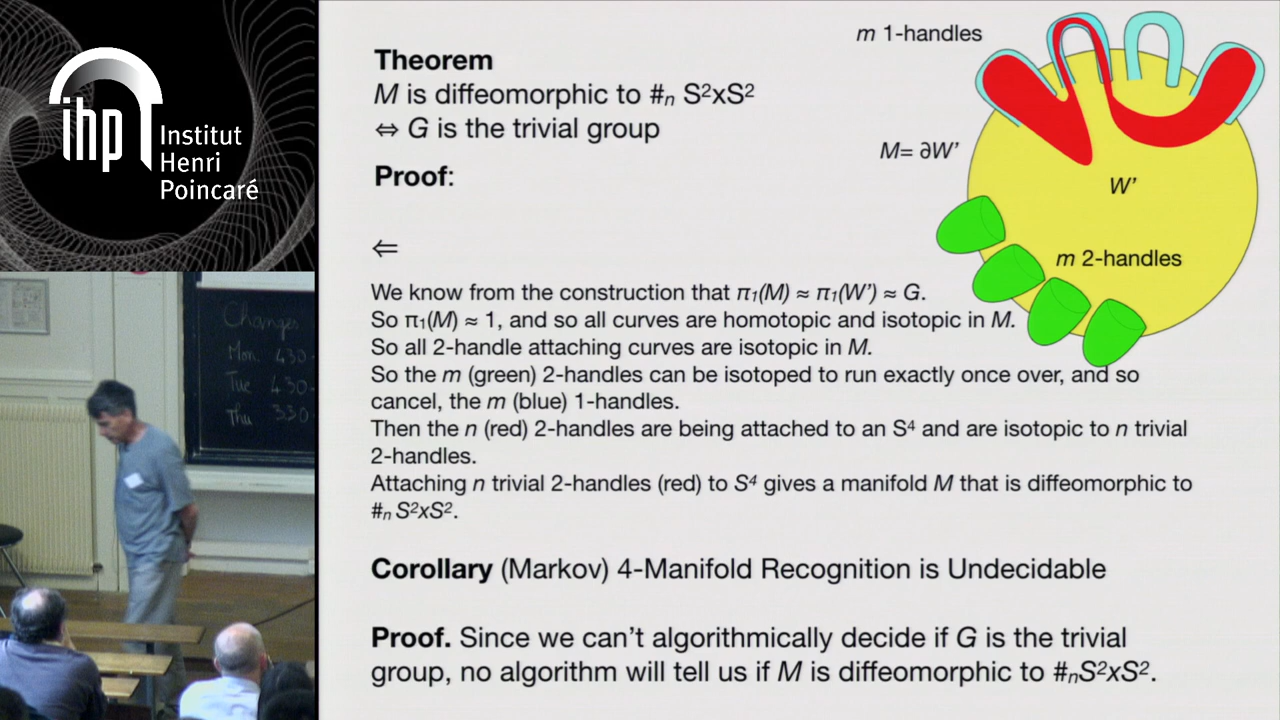 ihp
Institut
Henri
Poincaré
Changes
Mon. 430
Tue 430
Thu 330
m 1-handles
Theorem
M is diffeomorphic to #ₙ S²xS²
⇔ G is the trivial group
M= ∂W’
Proof:
W’
⇐
m 2-handles
We know from the construction that π₁(M) ≈ π₁(W’) ≈ G.
So π₁(M) ≈ 1, and so all curves are homotopic and isotopic in M.
So all 2-handle attaching curves are isotopic in M.
So the m (green) 2-handles can be isotoped to run exactly once over, and so
cancel, the m (blue) 1-handles.
Then the n (red) 2-handles are being attached to an S⁴ and are isotopic to n trivial
2-handles.
Attaching n trivial 2-handles (red) to S⁴ gives a manifold M that is diffeomorphic to
#ₙ S²xS².
Corollary (Markov) 4-Manifold Recognition is Undecidable
Proof. Since we can’t algorithmically decide if G is the trivial
group, no algorithm will tell us if M is diffeomorphic to #ₙS²xS².